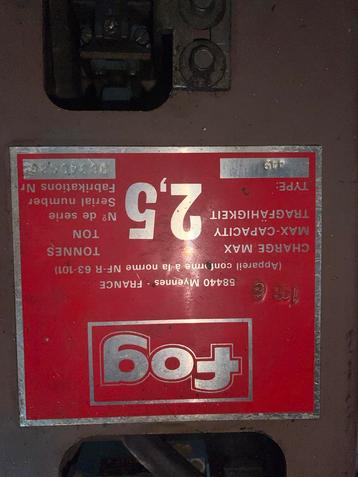 fog
58440 Myennes - FRANCE
(Appareil conforme à la norme NF-R 63-101)
CHARGE MAX
MAX-CAPACITY
TRAGFÄHIGKEIT
2,5
TONNES
TON
TYPE:
N° de serie
Serial number
Fabrikations Nr